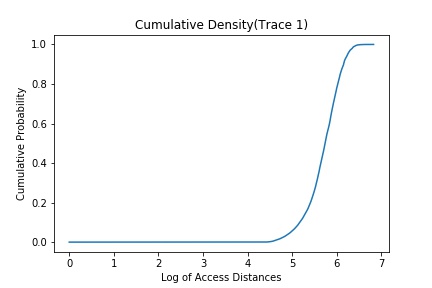 Cumulative Density(Trace 1)
1.0
0.8
0.6
0.4
0.2
0.0
Cumulative Probability
0 1 2 3 4 5 6 7
Log of Access Distances